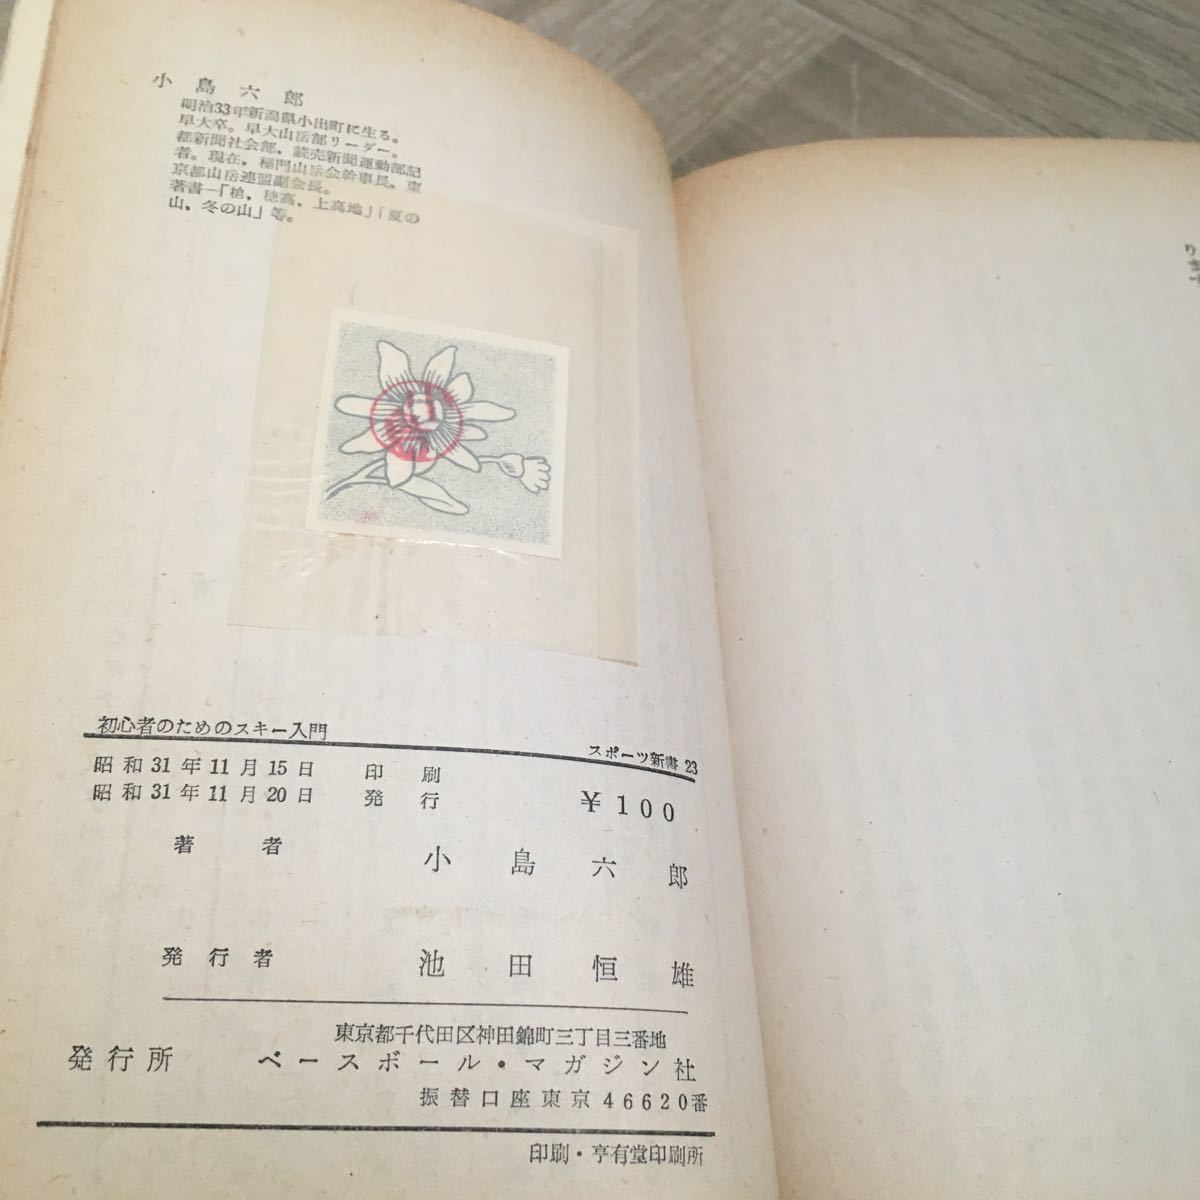 小島六郎
明治33年新潟県小出町に生る。
早大卒。早大山岳部リーダー。
都新聞社会部，読売新聞運動部記
者。現在，稲門山岳会幹事長，東
京都山岳連盟副会長。
著書―「槍，穂高，上高地」「夏の
山，冬の山」等。
初心者のためのスキー入門
スポーツ新書 23
昭和31年11月15日 印刷
昭和31年11月20日 発行 ￥100
著者 小島六郎
発行者 池田恒雄
東京都千代田区神田錦町三丁目三番地
発行所 ベースボール・マガジン社
振替口座東京46620番
印刷・亨有堂印刷所